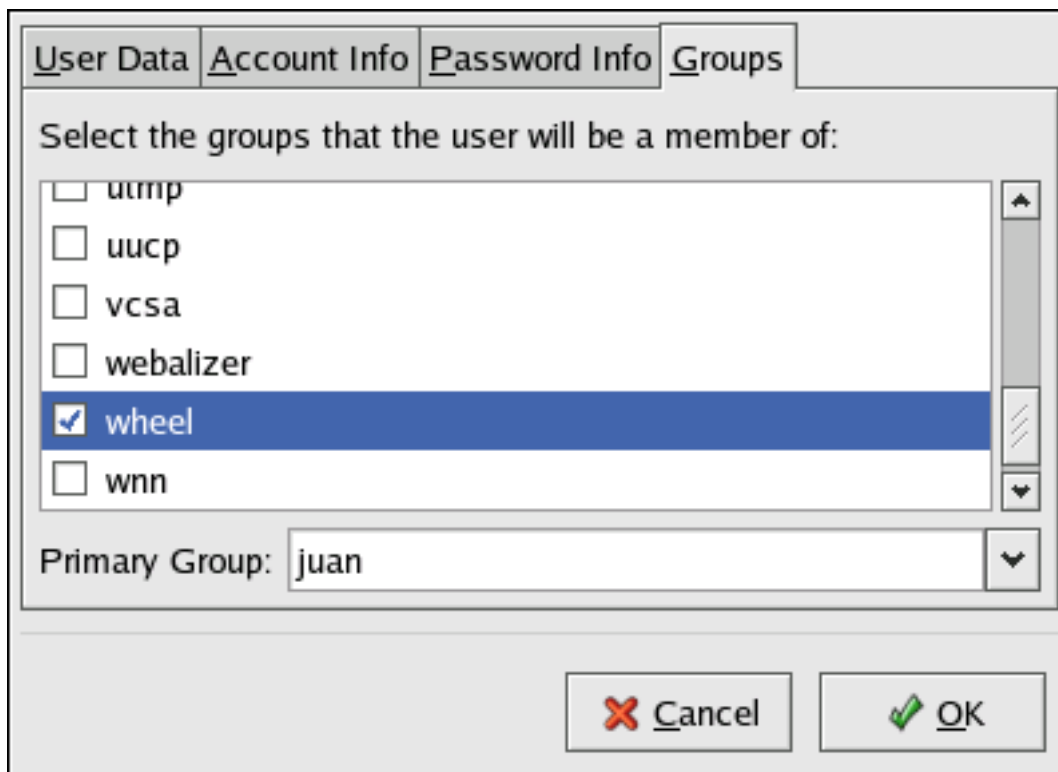 User Data Account Info Password Info Groups
Select the groups that the user will be a member of:
utmp
uucp
vcsa
webalizer
wheel
wnn
Primary Group: juan
Cancel OK